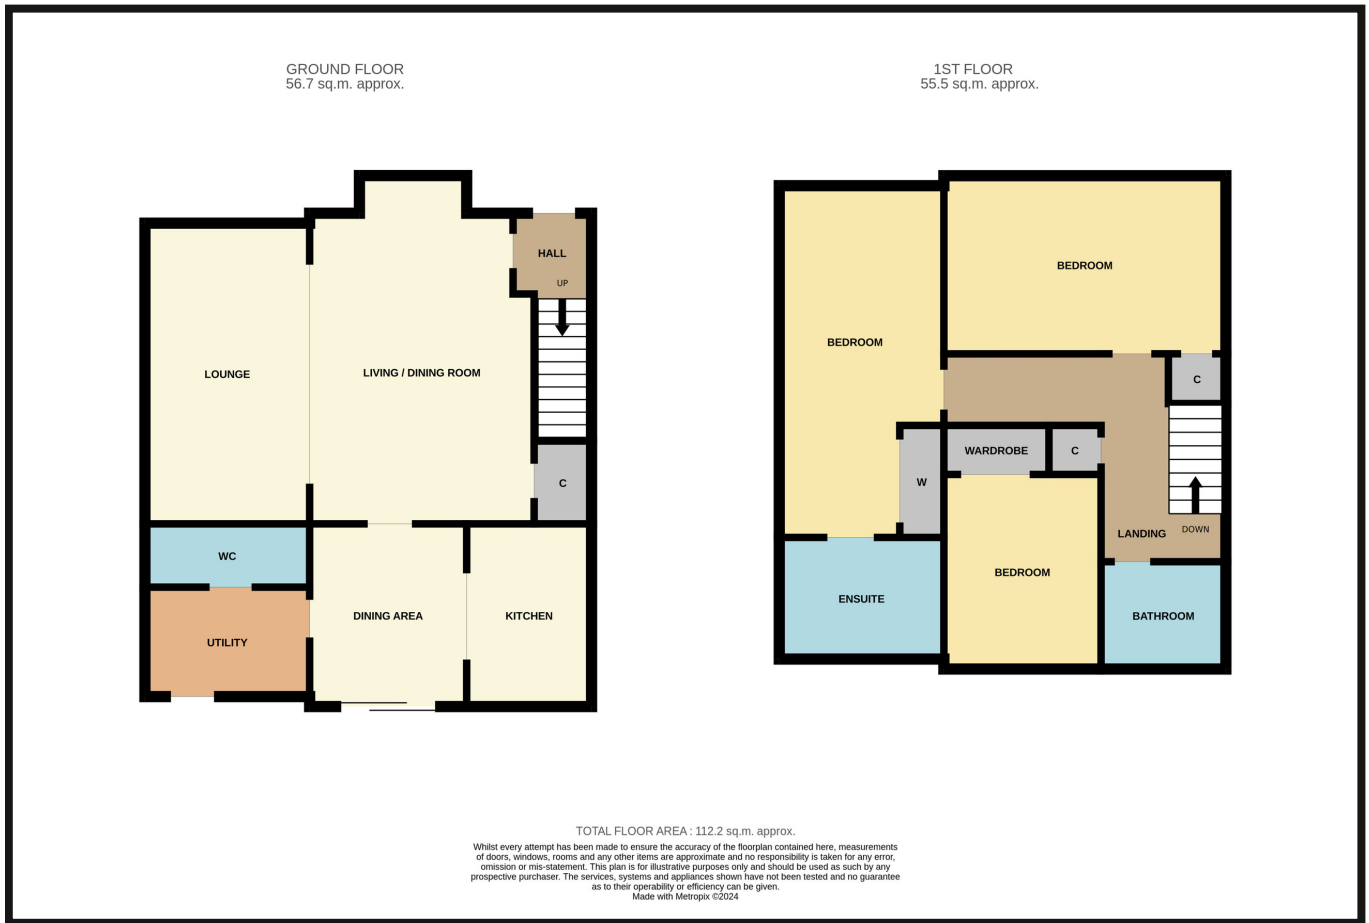 GROUND FLOOR
56.7 sq.m. approx.
1ST FLOOR
55.5 sq.m. approx.
HALL
UP
LOUNGE
LIVING / DINING ROOM
C
WC
UTILITY
DINING AREA
KITCHEN
BEDROOM
BEDROOM
C
WARDROBE
C
W
LANDING
DOWN
BEDROOM
ENSUITE
BATHROOM
TOTAL FLOOR AREA : 112.2 sq.m. approx.
Whilst every attempt has been made to ensure the accuracy of the floorplan contained here, measurements
of doors, windows, rooms and any other items are approximate and no responsibility is taken for any error,
omission or mis-statement. This plan is for illustrative purposes only and should be used as such by any
prospective purchaser. The services, systems and appliances shown have not been tested and no guarantee
as to their operability or efficiency can be given.
Made with Metropix ©2024